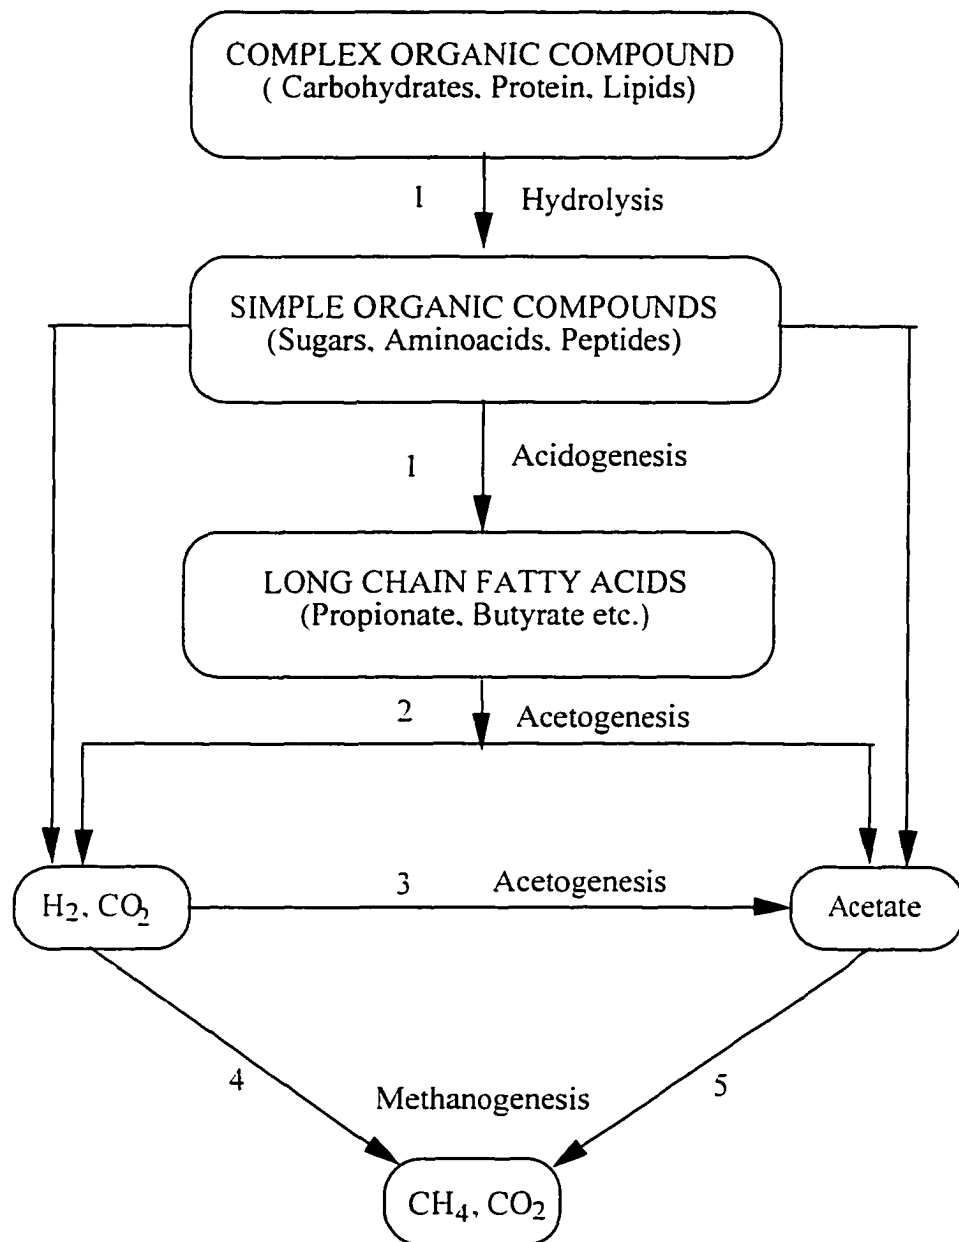 COMPLEX ORGANIC COMPOUND
( Carbohydrates, Protein, Lipids)
1 Hydrolysis
SIMPLE ORGANIC COMPOUNDS
(Sugars, Aminoacids, Peptides)
1 Acidogenesis
LONG CHAIN FATTY ACIDS
(Propionate, Butyrate etc.)
2 Acetogenesis
3 Acetogenesis
H₂, CO₂
Acetate
4 Methanogenesis 5
CH₄, CO₂